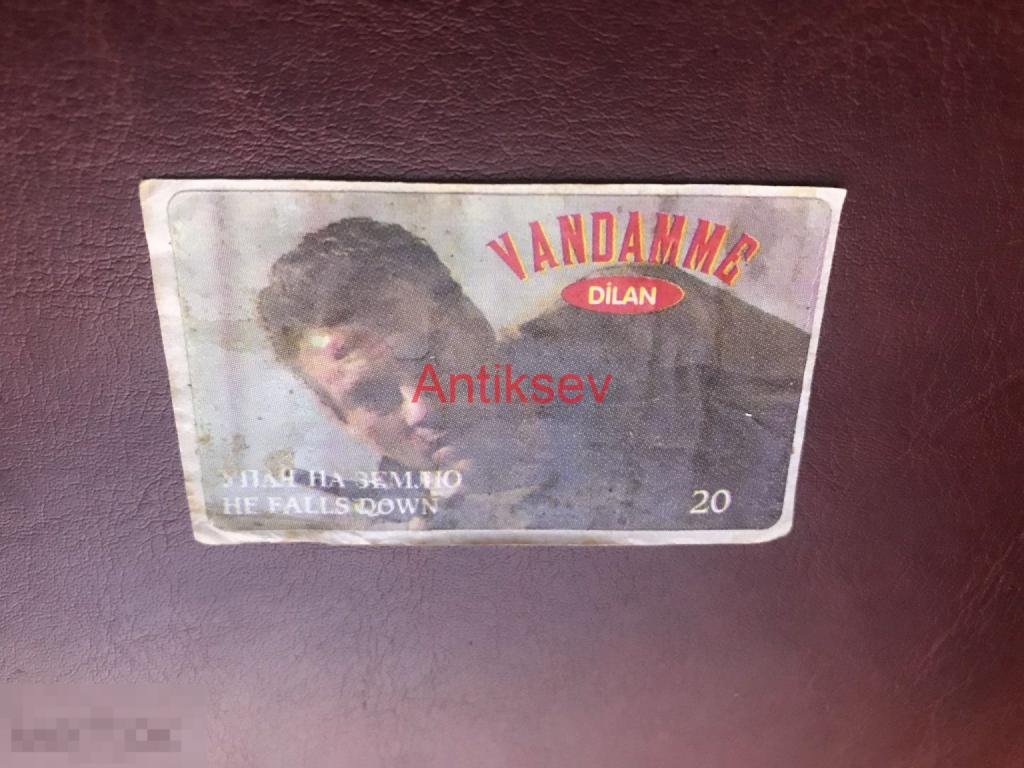 VANDAMME
DİLAN
Antiksev
УПАЛ НА ЗЕМЛЮ
HE FALLS DOWN
20